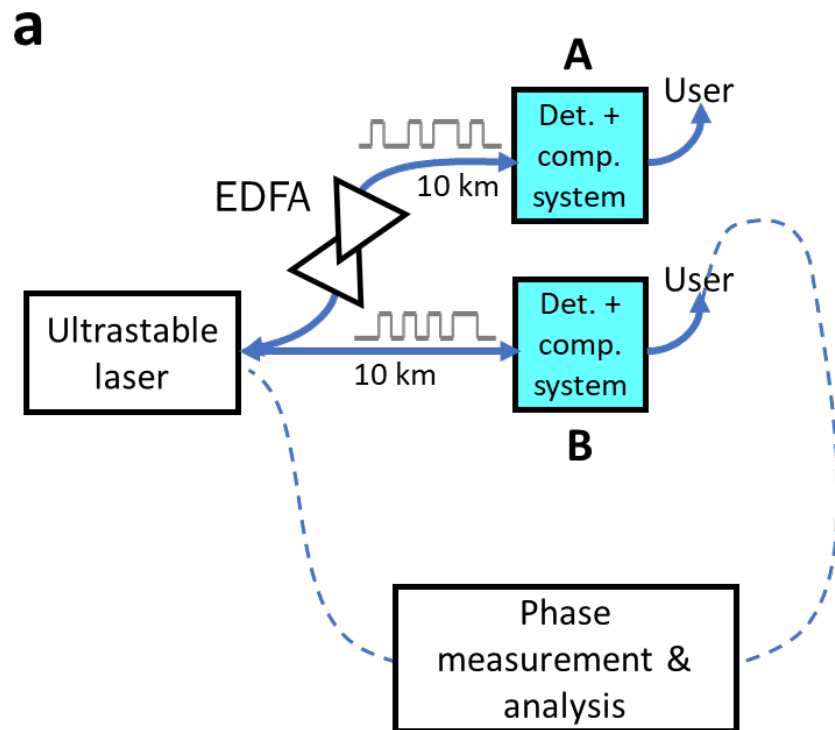 a
A
User
Det. +
comp.
system
10 km
EDFA
User
Det. +
comp.
system
Ultrastable
laser
10 km
B
Phase
measurement &
analysis